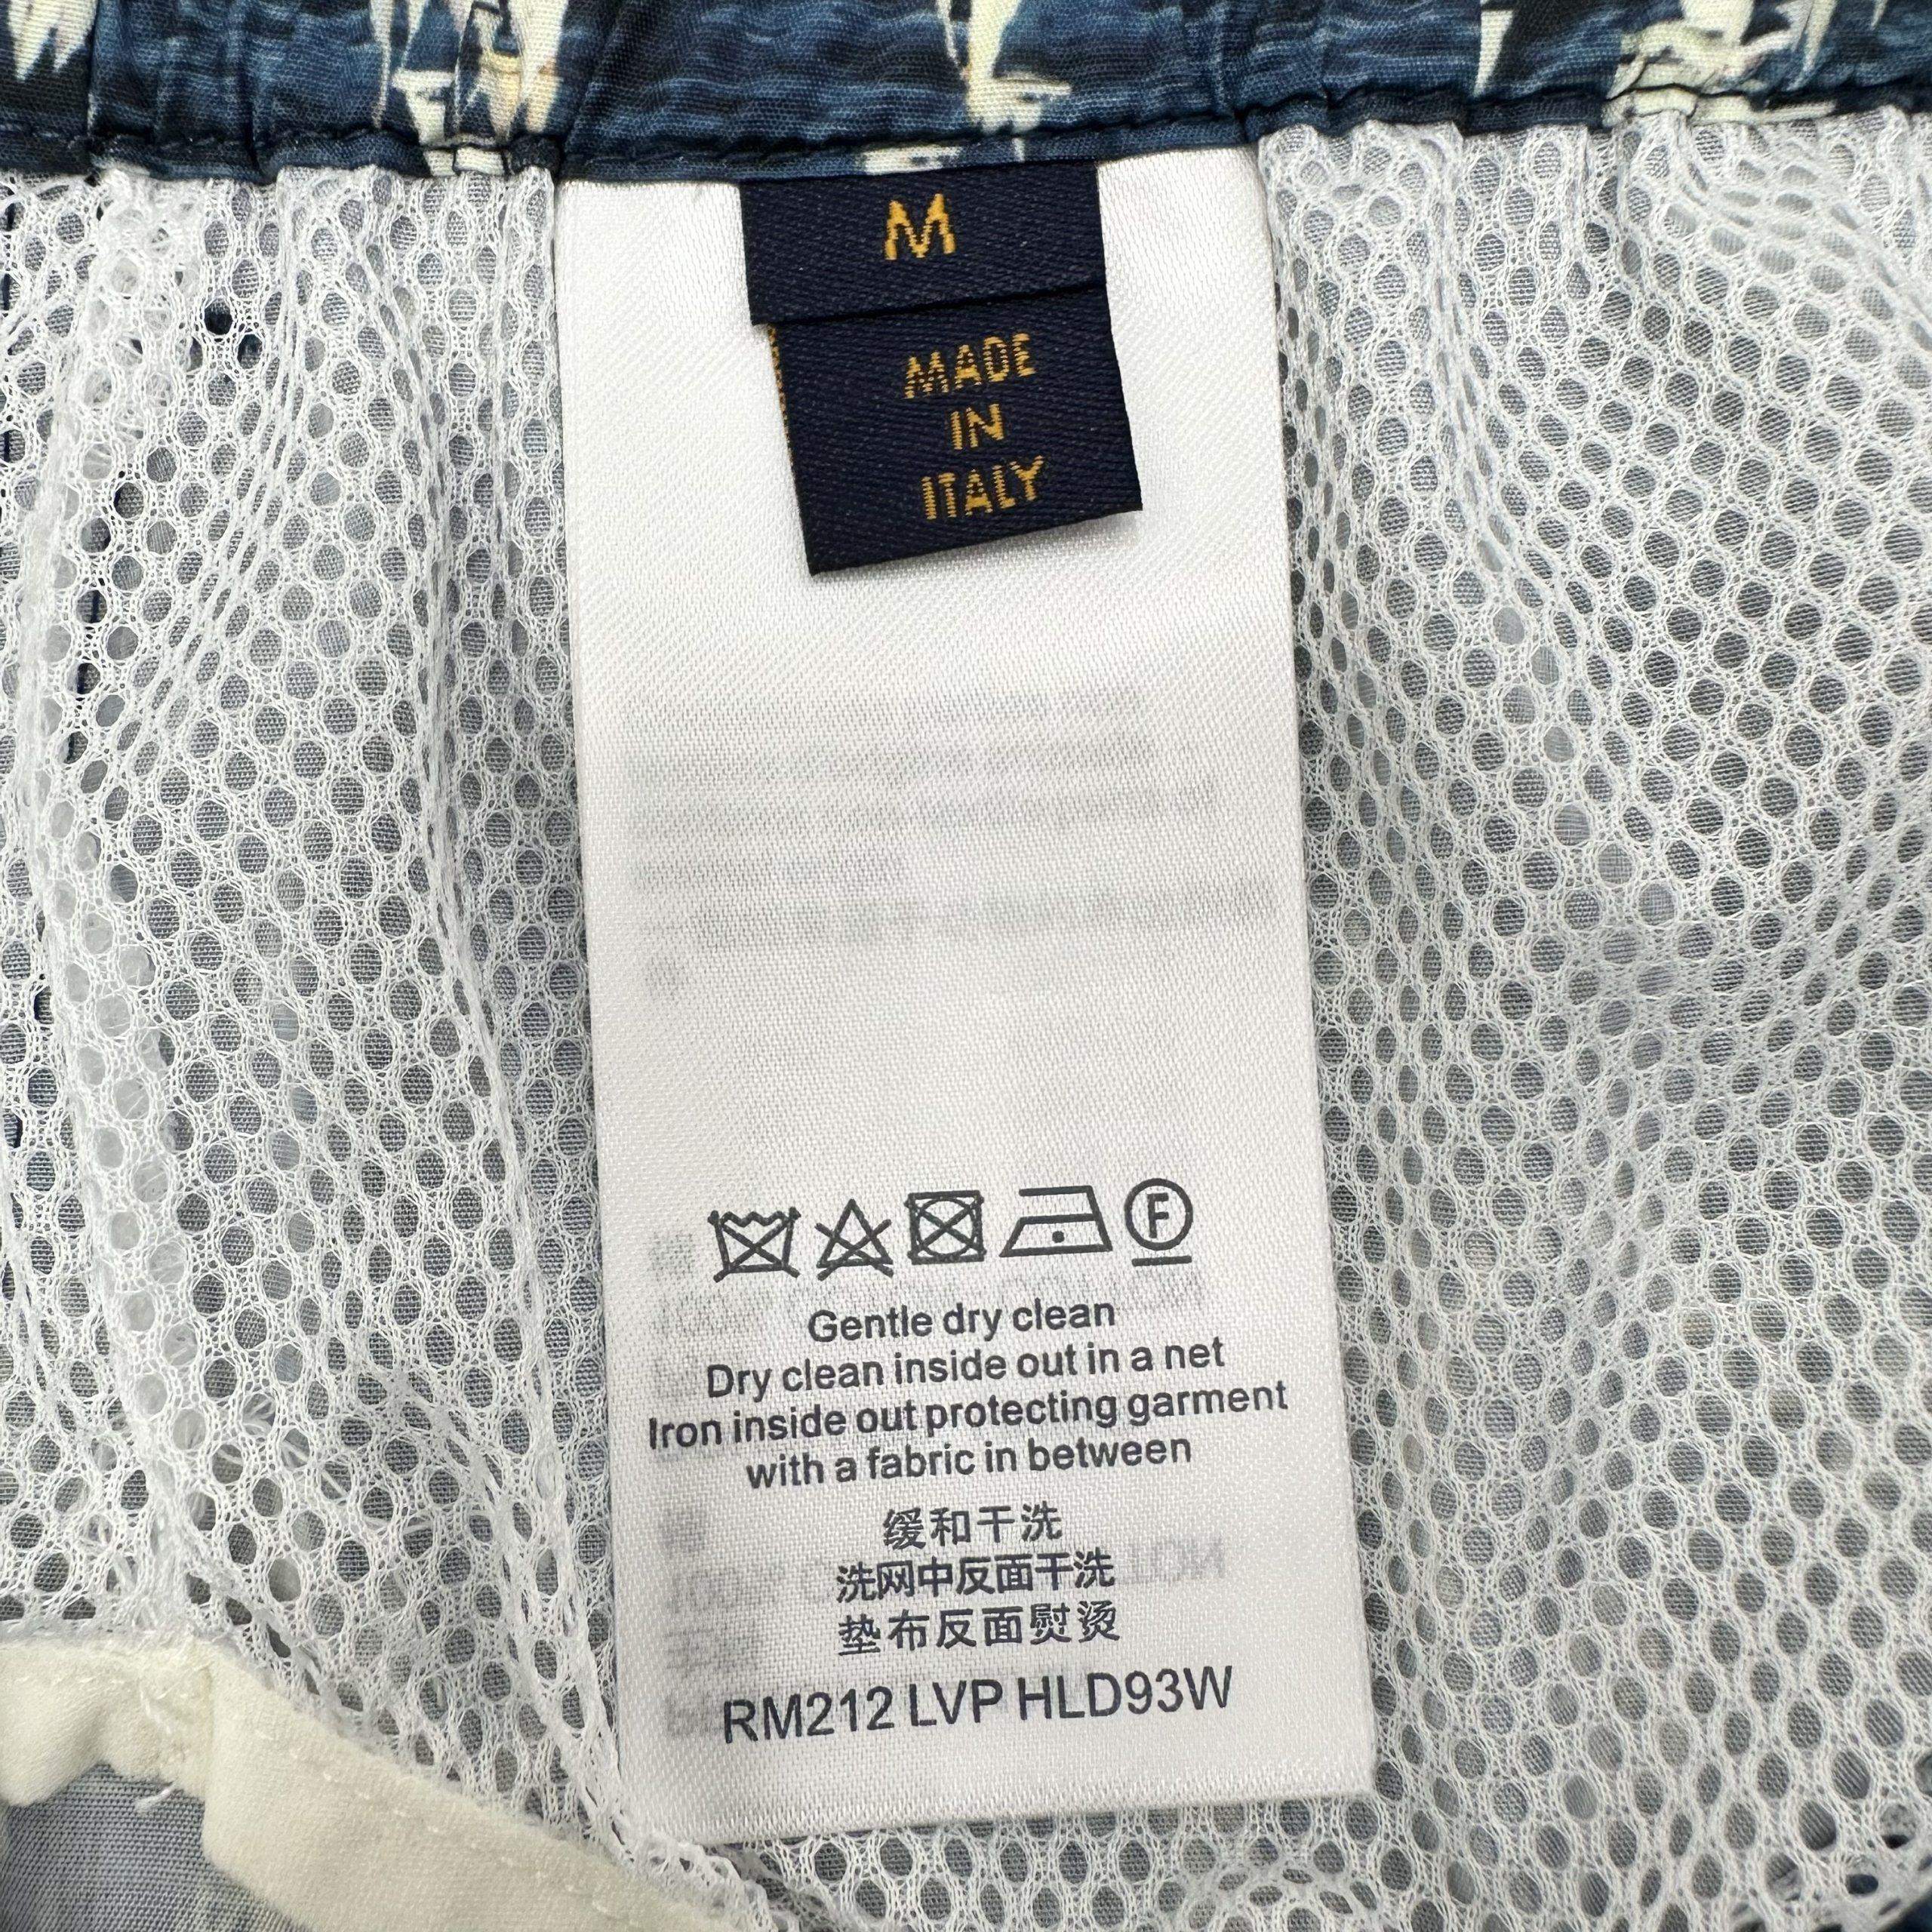 M
MADE
IN
ITALY
F
Gentle dry clean
Dry clean inside out in a net
Iron inside out protecting garment
with a fabric in between
缓和干洗
洗网中反面干洗
垫布反面熨烫
RM212 LVP HLD93W